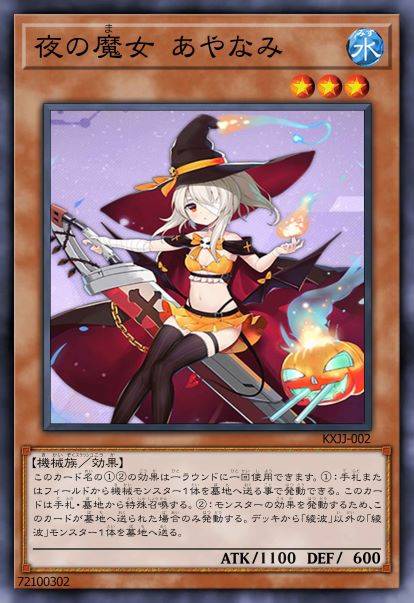 夜の魔女 あやなみ
水
KXJJ-002
【機械族/効果】
このカード名の①②の効果は一ラウンドに一回使用できます。①:手札また
はフィールドから機械モンスター1体を墓地へ送る事で発動できる。このカー
ドは手札・墓地から特殊召喚する。②:モンスターの効果を発動するため、こ
のカードが墓地へ送られた場合のみ発動する。デッキから「綾波」以外の「綾
波」モンスター1体を墓地へ送る。
ATK/1100 DEF/ 600
72100302